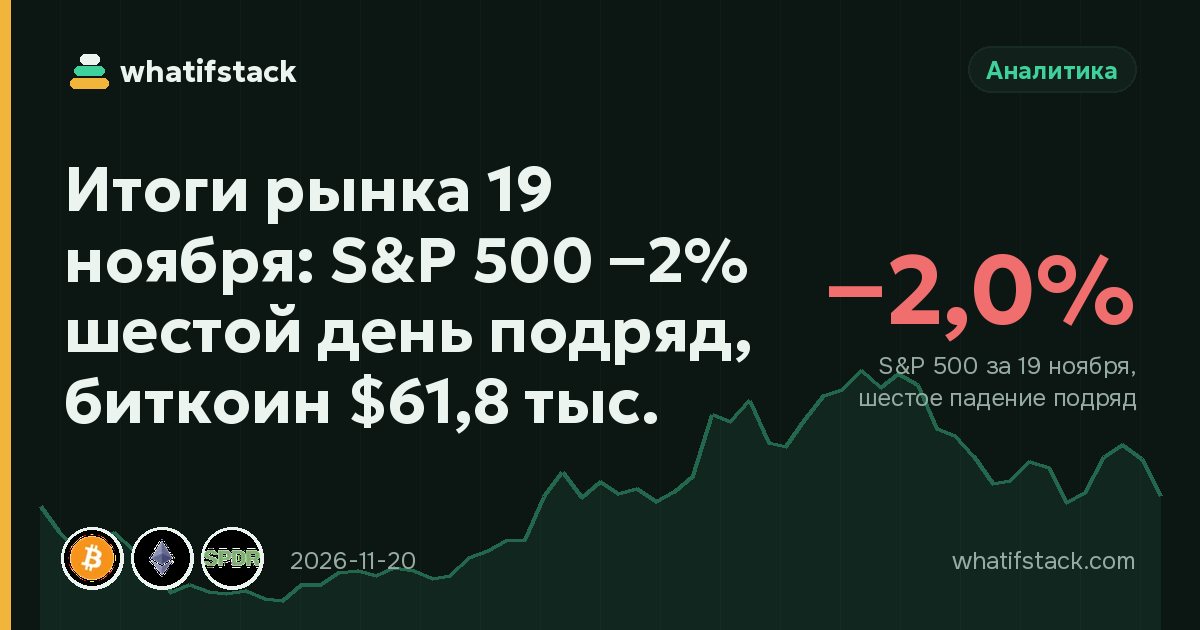 whatifstack
Аналитика
Итоги рынка 19
ноября: S&P 500 −2%
шестой день подряд,
биткоин $61,8 тыс.
−2,0%
S&P 500 за 19 ноября,
шестое падение подряд
SPDR
2026-11-20
whatifstack.com